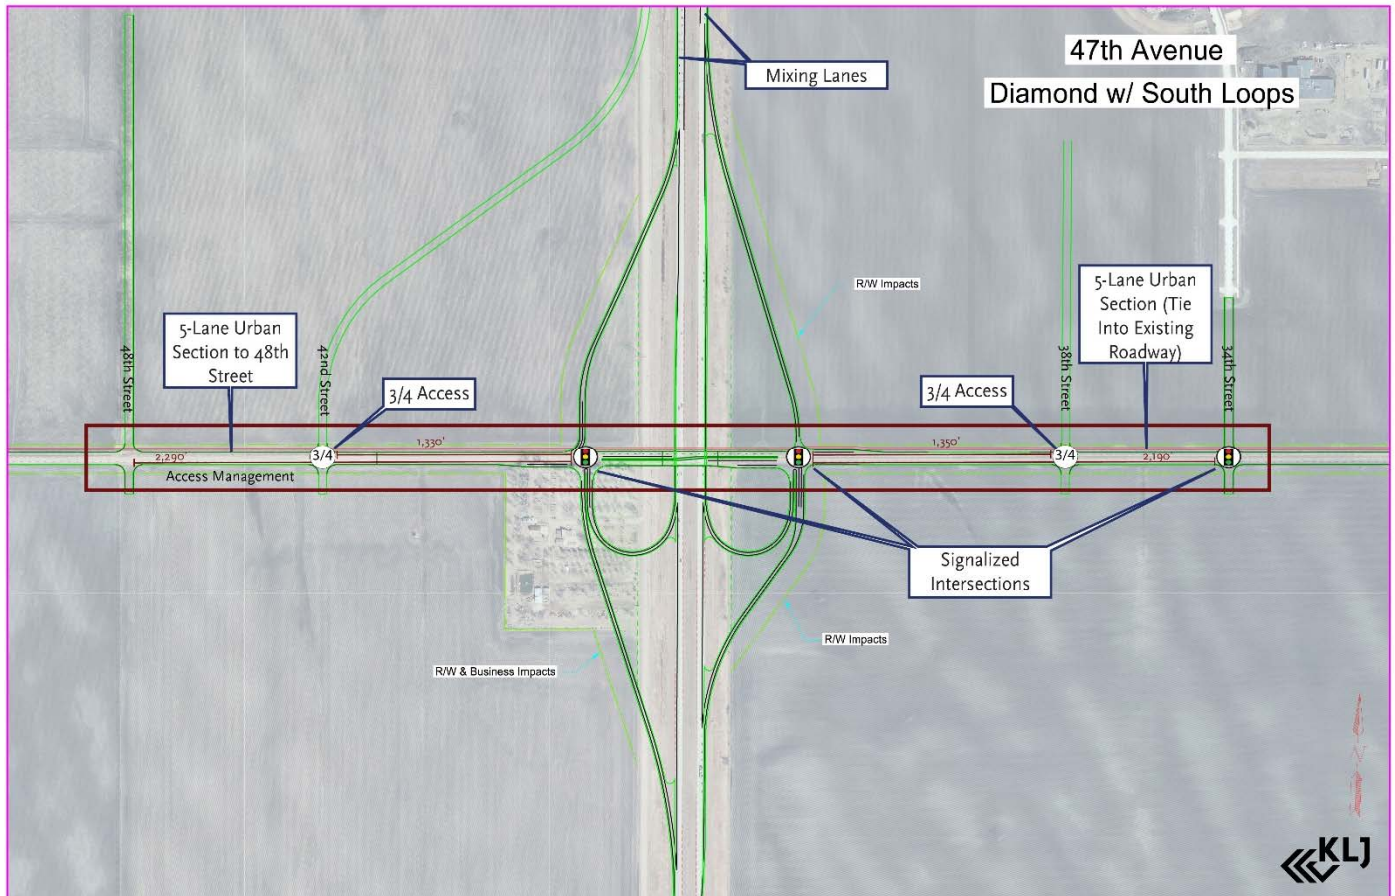 47th Avenue
Diamond w/ South Loops
Mixing Lanes
R/W Impacts
5-Lane Urban
Section (Tie
Into Existing
Roadway)
5-Lane Urban
Section to 48th
Street
48th Street
42nd Street
38th Street
34th Street
3/4 Access
3/4 Access
1,330'
1,350'
2,290'
3/4
3/4
2,190'
Access Management
Signalized
Intersections
R/W Impacts
R/W & Business Impacts
KLJ